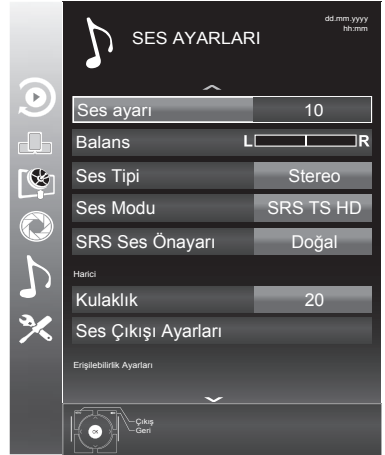 SES AYARLARI
dd.mm.yyyy
hh:mm
Ses ayarı 10
Balans L R
Ses Tipi Stereo
Ses Modu SRS TS HD
SRS Ses Önayarı Doğal
Harici
Kulaklık 20
Ses Çıkışı Ayarları
Erişilebilirlik Ayarları
OK
Çıkış
Geri